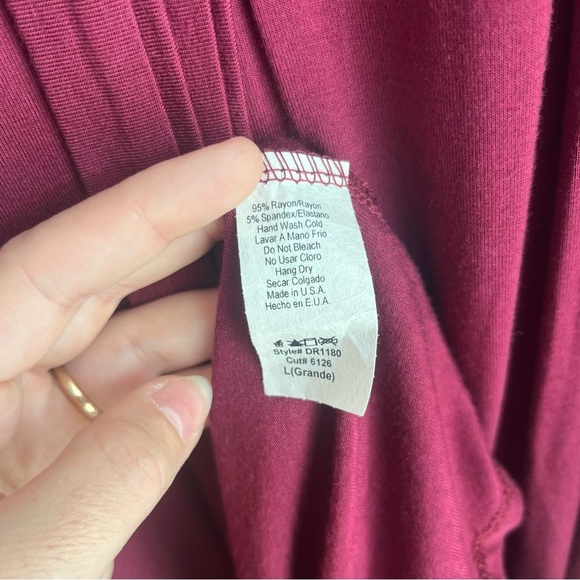 95% Rayon/Rayon
5% Spandex/Elastano
Hand Wash Cold
Lavar A Mano Frio
Do Not Bleach
No Usar Cloro
Hang Dry
Secar Colgado
Made in U.S.A.
Hecho en E.U.A.
Style# DR1180
Cut# 6126
L(Grande)